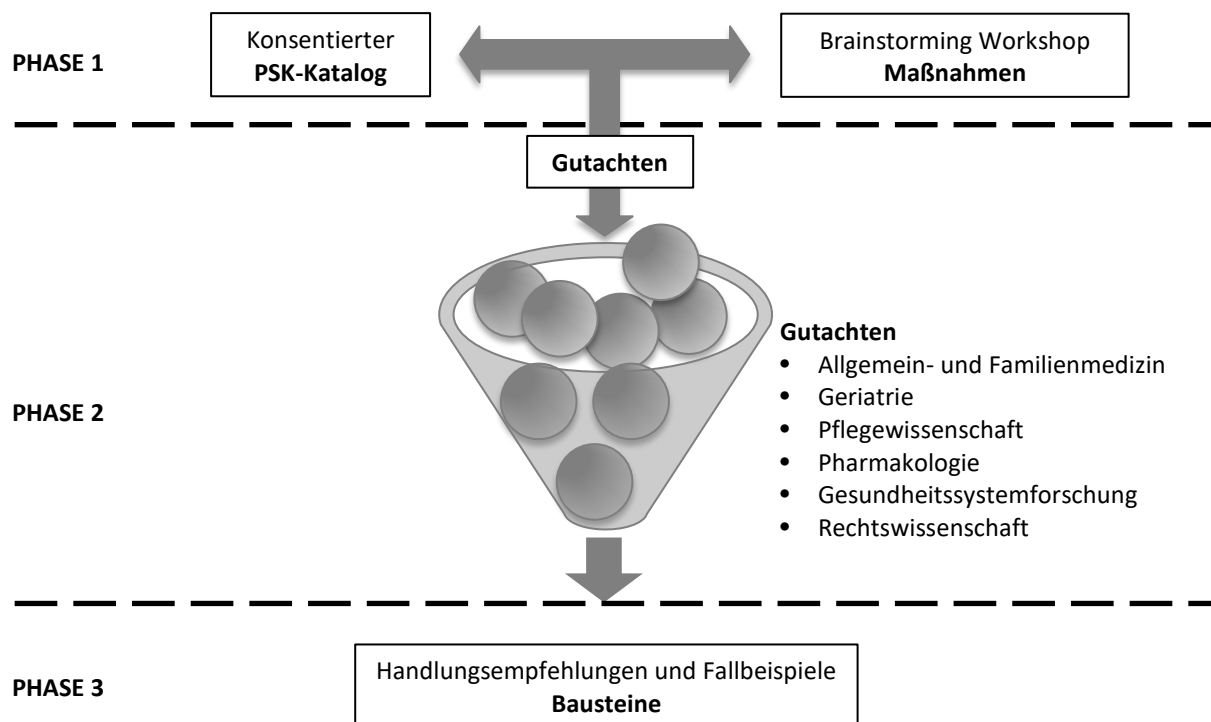 PHASE 1
Konsentierter
PSK-Katalog
Brainstorming Workshop
Maßnahmen
Gutachten
PHASE 2
Gutachten
• Allgemein- und Familienmedizin
• Geriatrie
• Pflegewissenschaft
• Pharmakologie
• Gesundheitssystemforschung
• Rechtswissenschaft
PHASE 3
Handlungsempfehlungen und Fallbeispiele
Bausteine